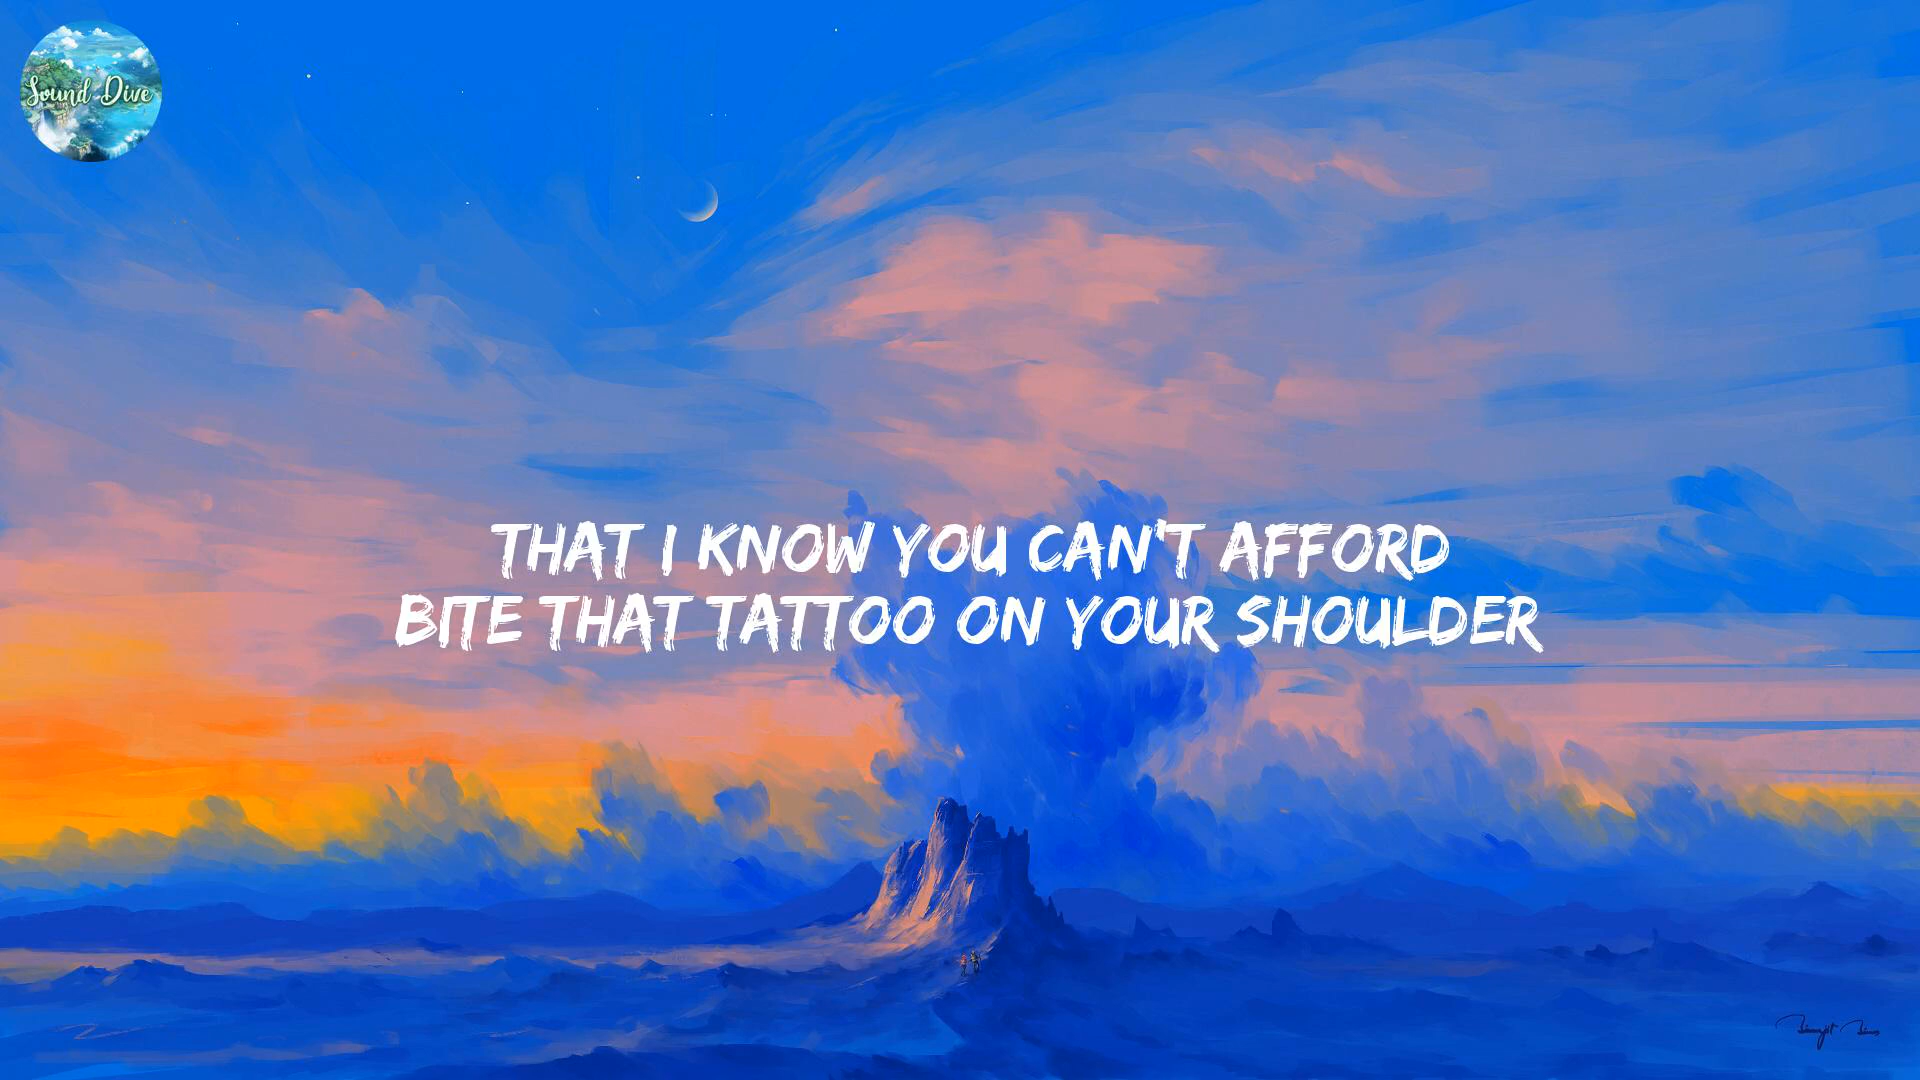 Sound Dive
THAT I KNOW YOU CAN'T AFFORD
BITE THAT TATTOO ON YOUR SHOULDER